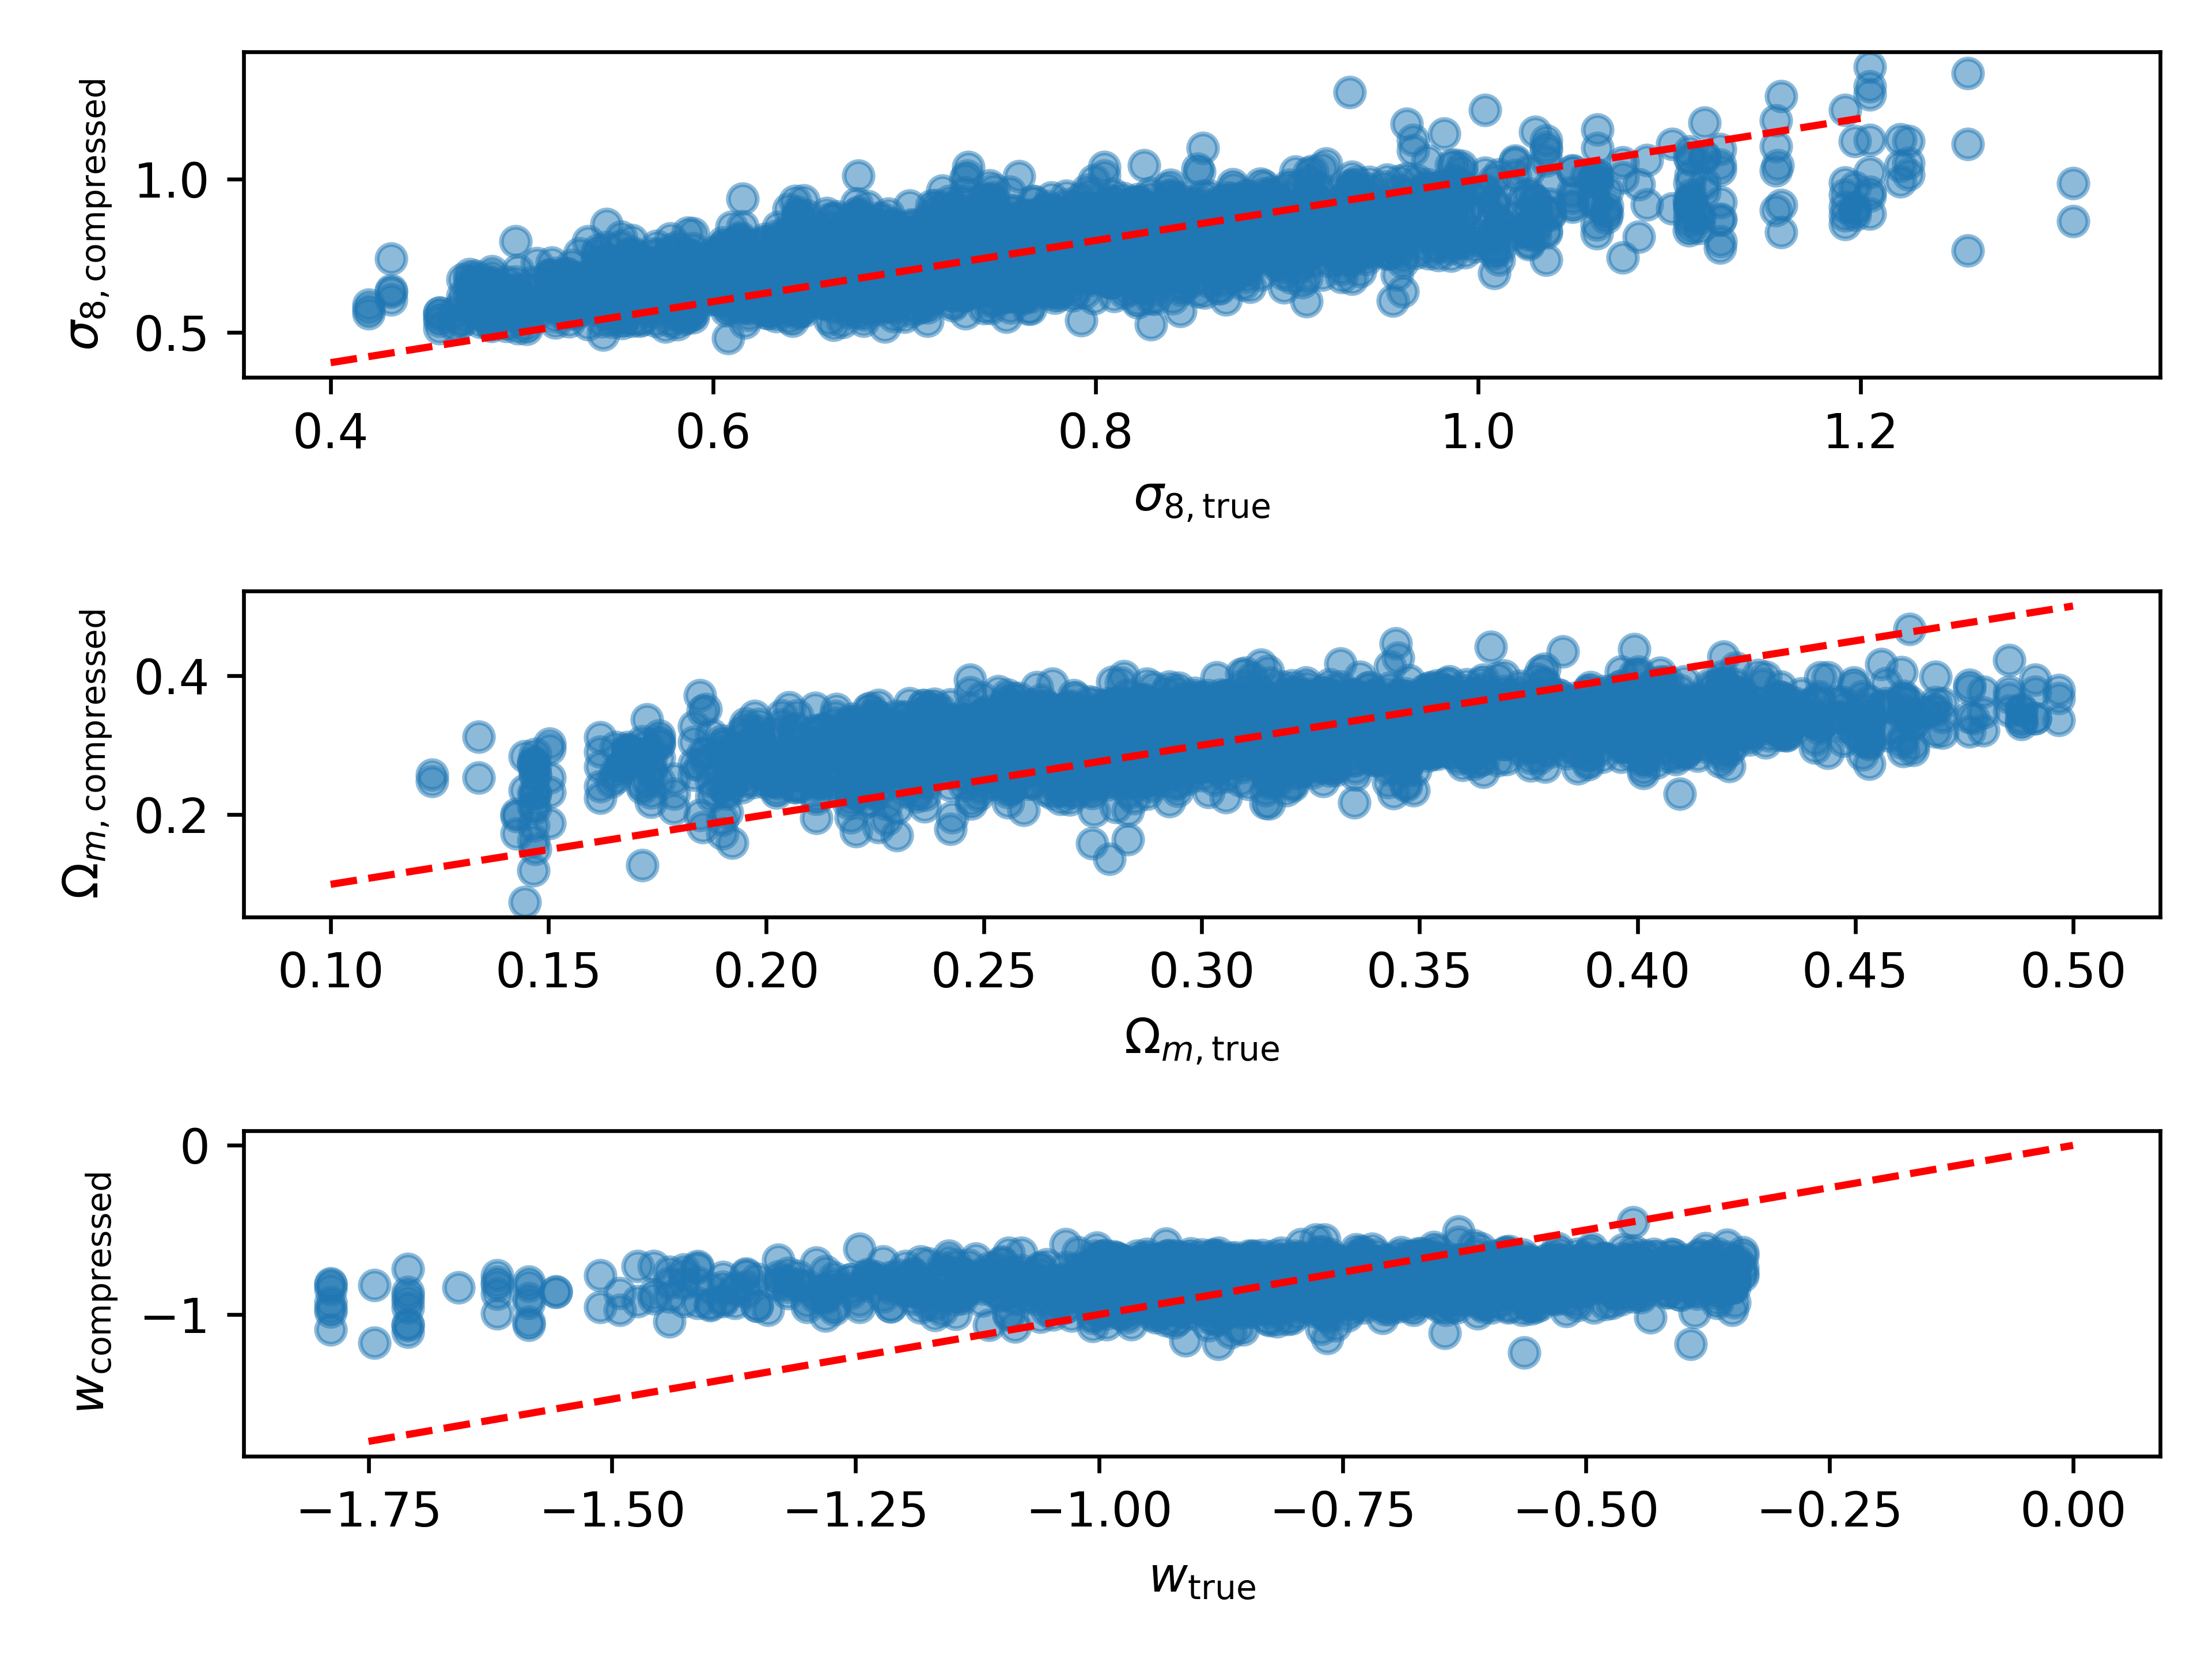 σ8, compressed
1.0
0.5
0.4 0.6 0.8 1.0 1.2
σ8, true
Ωm, compressed
0.4
0.2
0.10 0.15 0.20 0.25 0.30 0.35 0.40 0.45 0.50
Ωm, true
wcompressed
0
−1
−1.75 −1.50 −1.25 −1.00 −0.75 −0.50 −0.25 0.00
wtrue